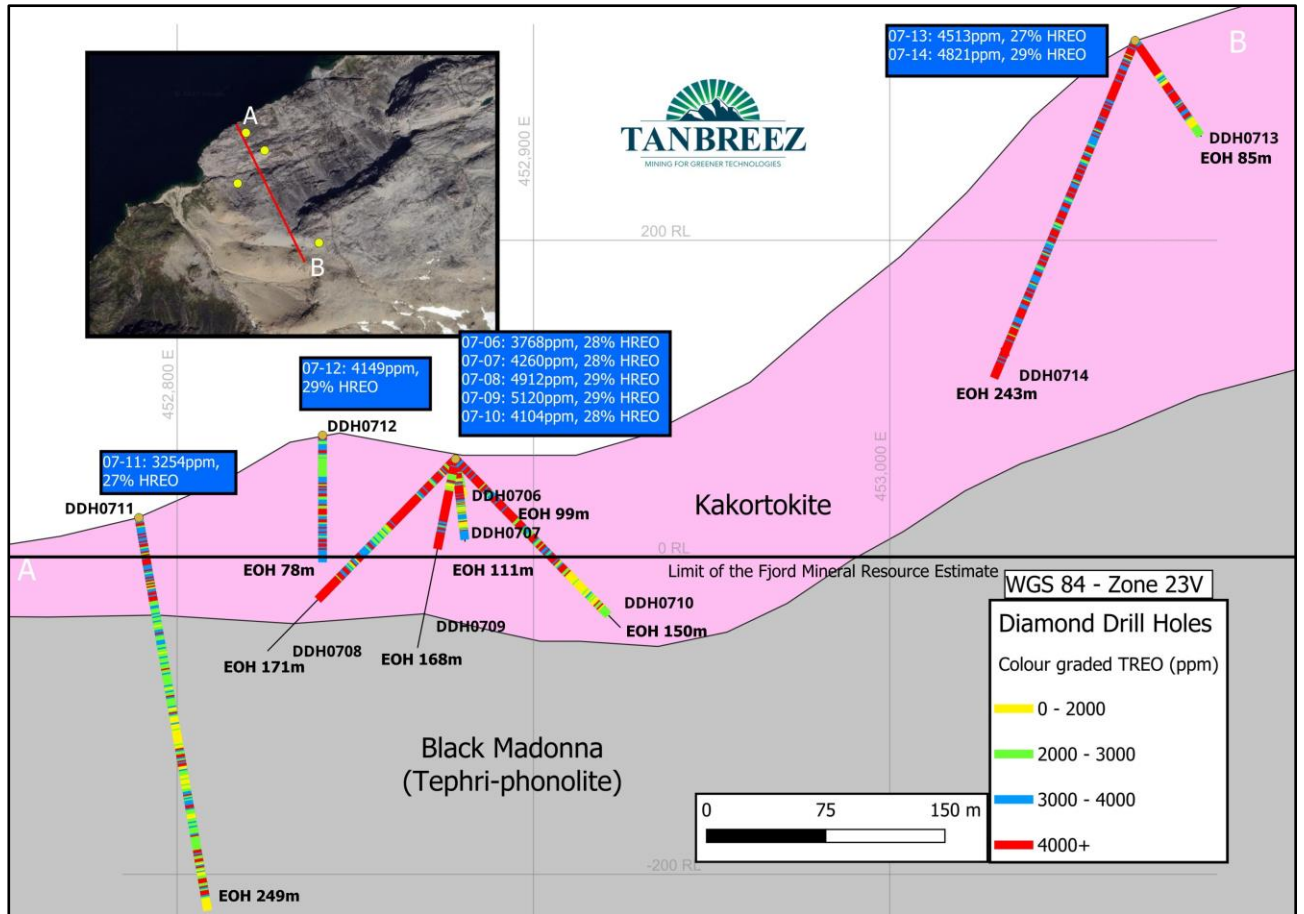 07-13: 4513ppm, 27% HREO
07-14: 4821ppm, 29% HREO
B
A
B
TANBREEZ
MINING FOR GREENER TECHNOLOGIES
452,900 E
DDH0713
EOH 85m
200 RL
07-06: 3768ppm, 28% HREO
07-07: 4260ppm, 28% HREO
07-08: 4912ppm, 29% HREO
07-09: 5120ppm, 29% HREO
07-10: 4104ppm, 28% HREO
452,800 E
07-12: 4149ppm,
29% HREO
DDH0714
EOH 243m
DDH0712
07-11: 3254ppm,
27% HREO
453,000 E
DDH0711
DDH0706
EOH 99m
Kakortokite
DDH0707
0 RL
A
EOH 78m
EOH 111m
Limit of the Fjord Mineral Resource Estimate
WGS 84 - Zone 23V
DDH0710
EOH 150m
DDH0709
DDH0708
EOH 168m
EOH 171m
Diamond Drill Holes
Colour graded TREO (ppm)
0 - 2000
2000 - 3000
3000 - 4000
4000+
Black Madonna
(Tephri-phonolite)
0 75 150 m
-200 RL
EOH 249m